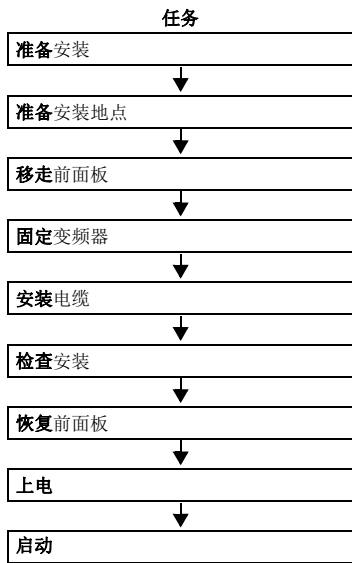 任务
准备安装
准备安装地点
移走前面板
固定变频器
安装电缆
检查安装
恢复前面板
上电
启动